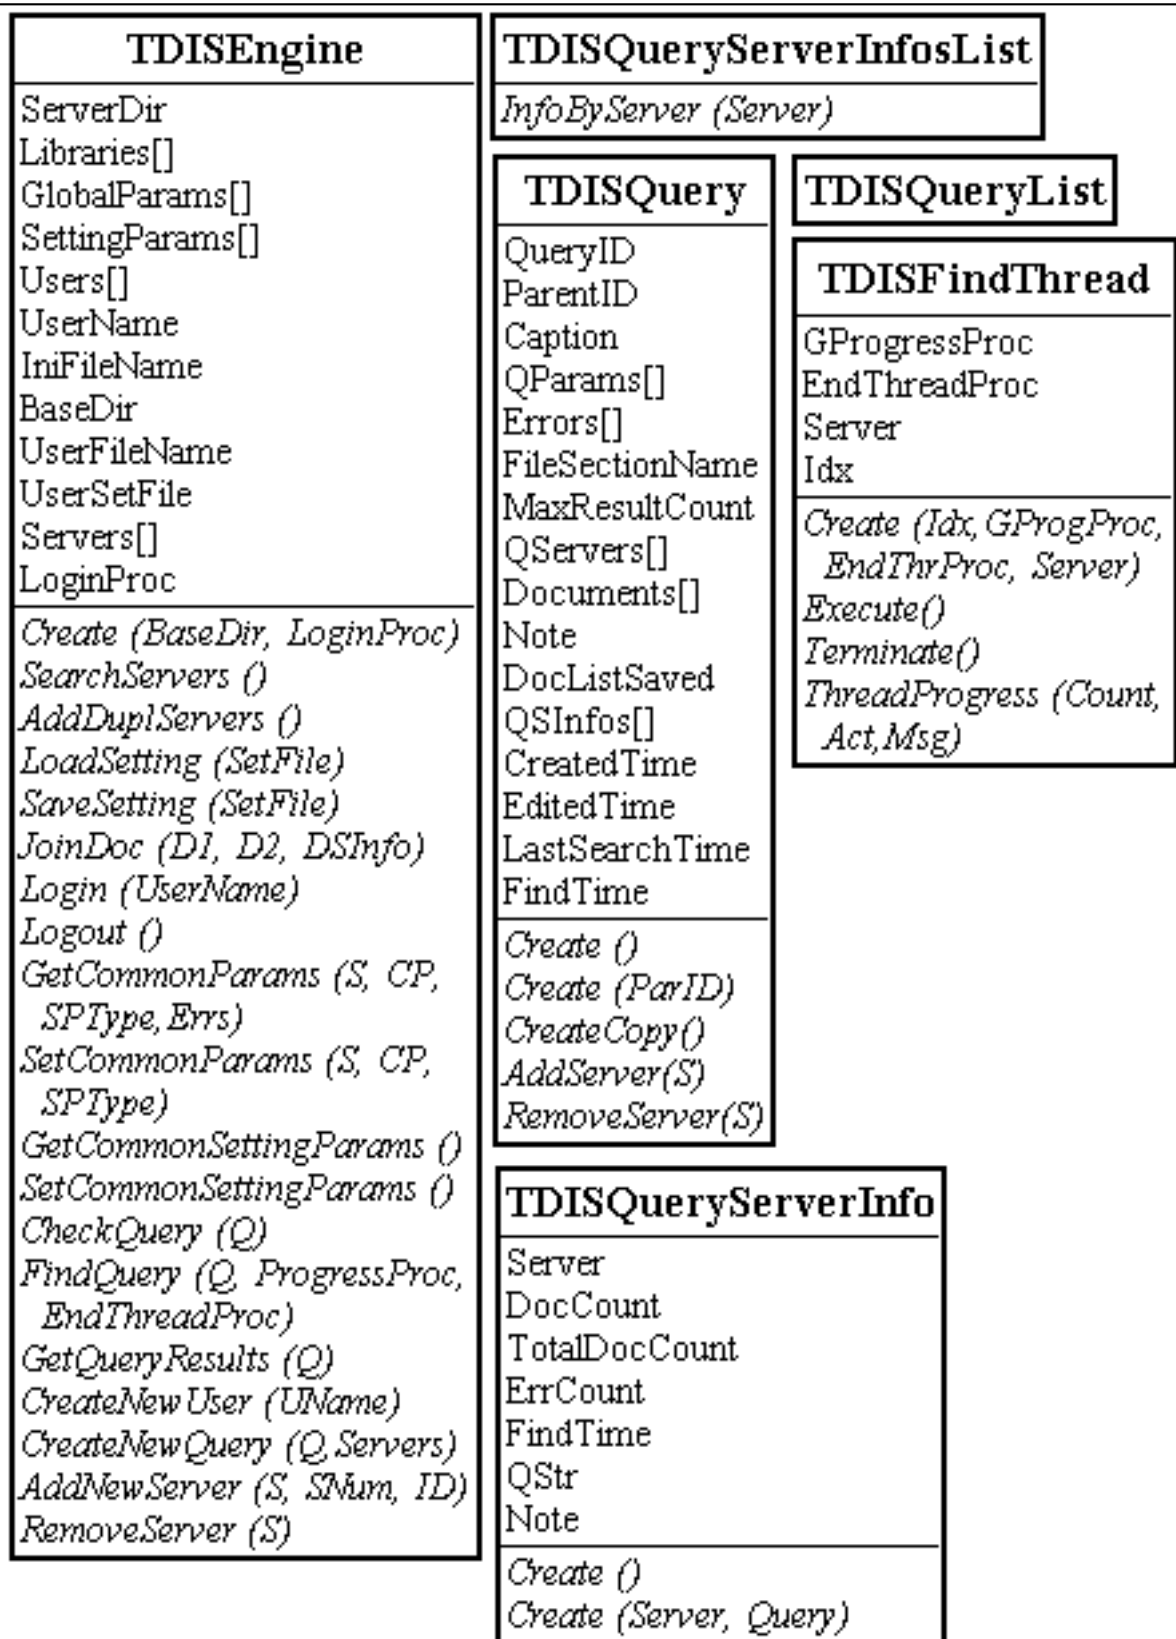 TDISEngine
ServerDir
Libraries[]
GlobalParams[]
SettingParams[]
Users[]
UserName
IniFileName
BaseDir
UserFileName
UserSetFile
Servers[]
LoginProc
Create (BaseDir, LoginProc)
SearchServers ()
AddDuplServers ()
LoadSetting (SetFile)
SaveSetting (SetFile)
JoinDoc (D1, D2, DSInfo)
Login (UserName)
Logout ()
GetCommonParams (S, CP,
SPType, Errs)
SetCommonParams (S, CP,
SPType)
GetCommonSettingParams ()
SetCommonSettingParams ()
CheckQuery (Q)
FindQuery (Q, ProgressProc,
EndThreadProc)
GetQueryResults (Q)
CreateNewUser (UName)
CreateNewQuery (Q,Servers)
AddNewServer (S, SNum, ID)
RemoveServer (S)
TDISQueryServerInfosList
InfoByServer (Server)
TDISQuery
QueryID
ParentID
Caption
QParams[]
Errors[]
FileSectionName
MaxResultCount
QServers[]
Documents[]
Note
DocListSaved
QSInfos[]
CreatedTime
EditedTime
LastSearchTime
FindTime
Create ()
Create (ParID)
CreateCopy()
AddServer(S)
RemoveServer(S)
TDISQueryList
TDISFindThread
GProgressProc
EndThreadProc
Server
Idx
Create (Idx, GProgProc,
EndThrProc, Server)
Execute()
Terminate()
ThreadProgress (Count,
Act,Msg)
TDISQueryServerInfo
Server
DocCount
TotalDocCount
ErrCount
FindTime
QStr
Note
Create ()
Create (Server, Query)